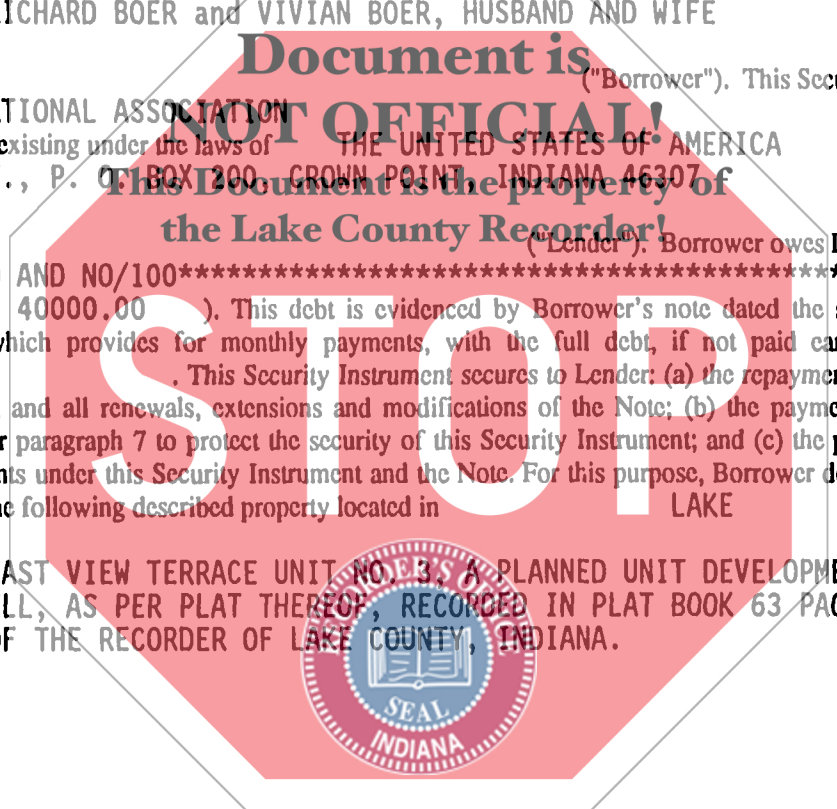 ICHARD BOER and VIVIAN BOER, HUSBAND AND WIFE
Document is
("Borrower"). This Secu
TIONAL ASSOCIATION
NOT OFFICIAL!
existing under the laws of THE UNITED STATES OF AMERICA
., P. O. BOX 200, CROWN POINT, INDIANA 46307
This Document is the property of
the Lake County Recorder!
("Lender"). Borrower owes
AND NO/100******************************************
40000.00 ). This debt is evidenced by Borrower's note dated the s
which provides for monthly payments, with the full debt, if not paid ear
. This Security Instrument secures to Lender: (a) the repaymen
and all renewals, extensions and modifications of the Note; (b) the payme
r paragraph 7 to protect the security of this Security Instrument; and (c) the p
nts under this Security Instrument and the Note. For this purpose, Borrower d
e following described property located in LAKE
STOP
AST VIEW TERRACE UNIT NO. 3, A PLANNED UNIT DEVELOPME
LL, AS PER PLAT THEREOF, RECORDED IN PLAT BOOK 63 PAG
F THE RECORDER OF LAKE COUNTY, INDIANA.
RECORDER'S OFFICE
SEAL
INDIANA